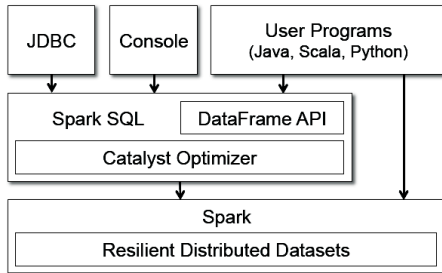 JDBC
Console
User Programs
(Java, Scala, Python)
Spark SQL
DataFrame API
Catalyst Optimizer
Spark
Resilient Distributed Datasets